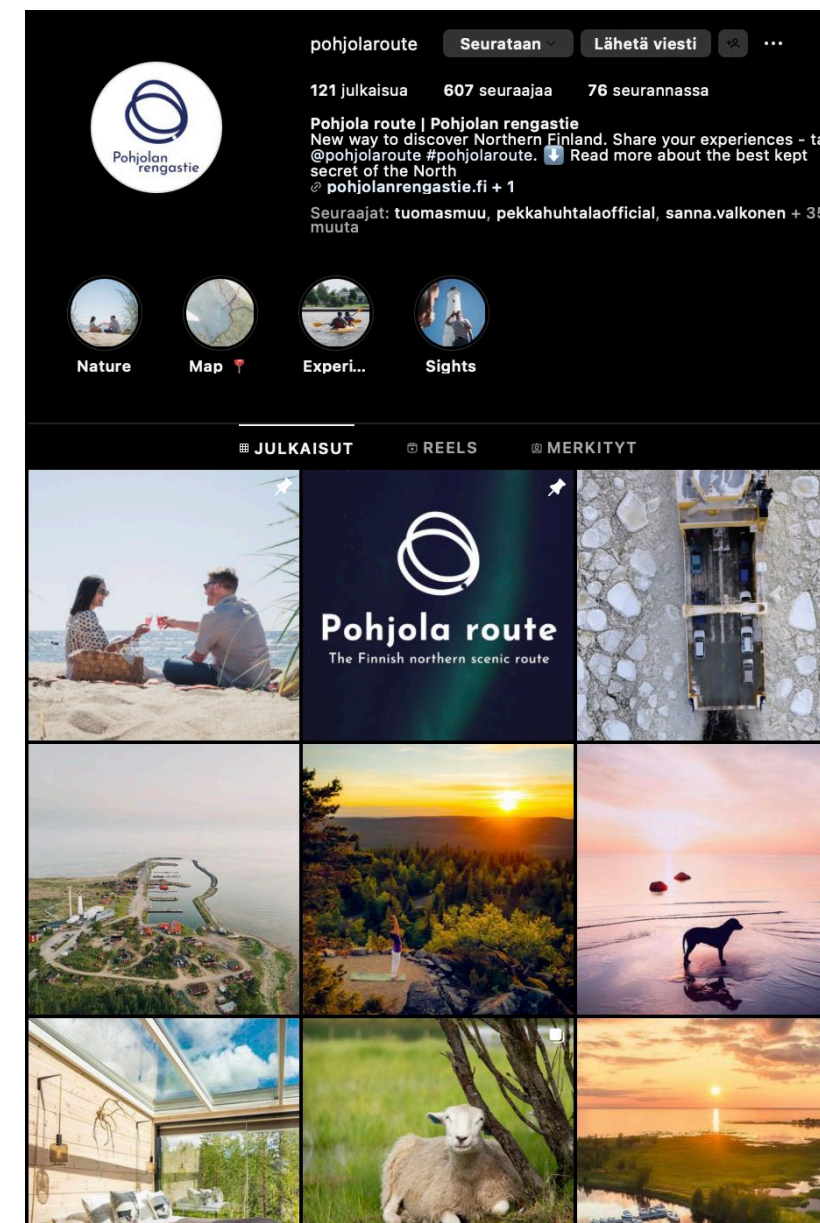 pohjolaroute Seurataan Lähetä viesti
121 julkaisua 607 seuraajaa 76 seurannassa
Pohjolan
rengastie
Pohjola route | Pohjolan rengastie
New way to discover Northern Finland. Share your experiences - ta
@pohjolaroute #pohjolaroute. ⬇️ Read more about the best kept
secret of the North
pohjolanrengastie.fi + 1
Seuraajat: tuomasmuu, pekkahuhtalaofficial, sanna.valkonen + 35
muuta
Nature Map 📍 Experi... Sights
JULKAISUT REELS MERKITYT
Pohjola route
The Finnish northern scenic route